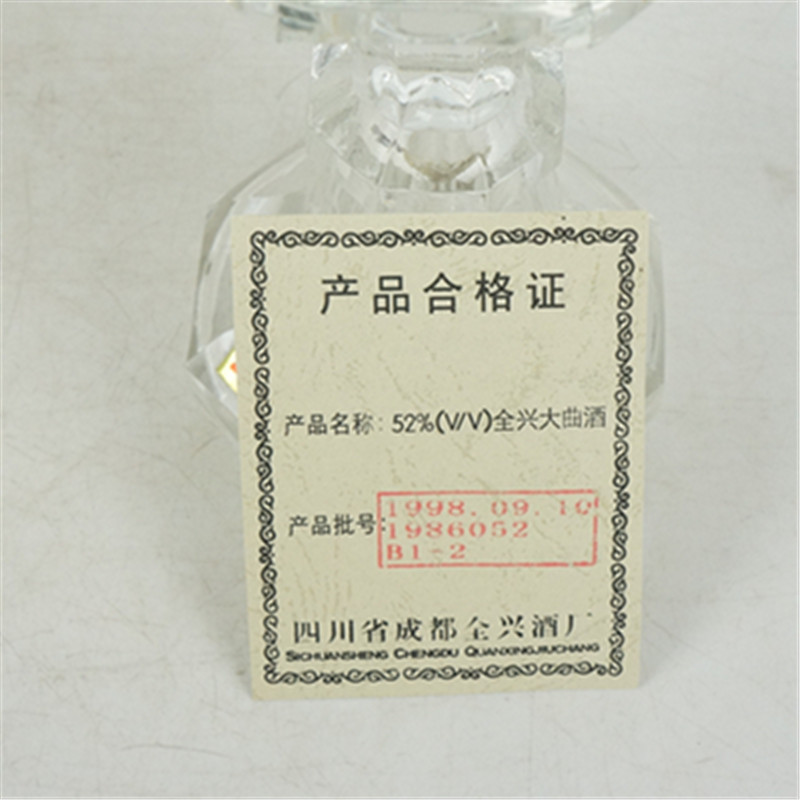 产品合格证
产品名称: 52%(V/V)全兴大曲酒
产品批号:
1998.09.10
1986052
B1-2
四川省成都全兴酒厂
SICHUANSHENG CHENGDU QUANXINGJIUCHANG